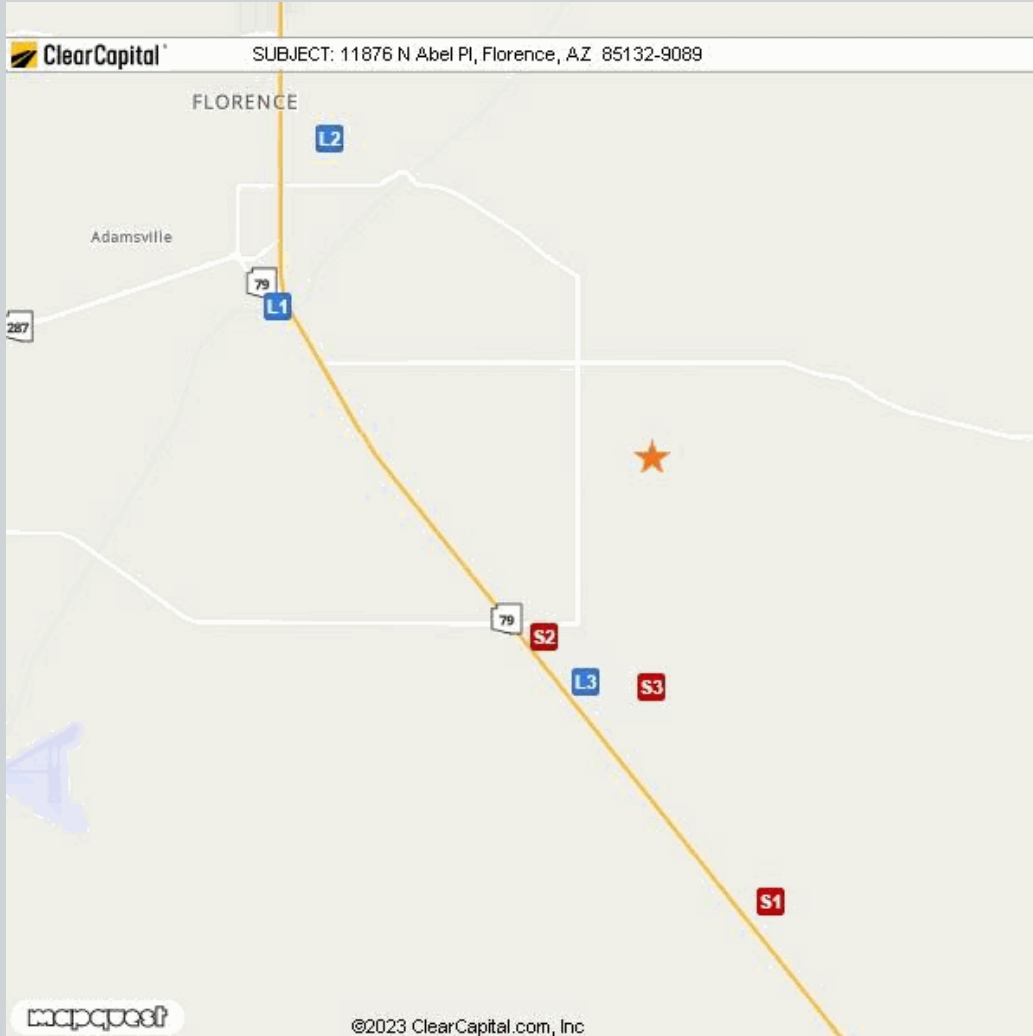 ClearCapital
SUBJECT: 11876 N Abel Pl, Florence, AZ 85132-9089
FLORENCE
L2
Adamsville
79
L1
287
79
S2
L3
S3
S1
mapquest
©2023 ClearCapital.com, Inc